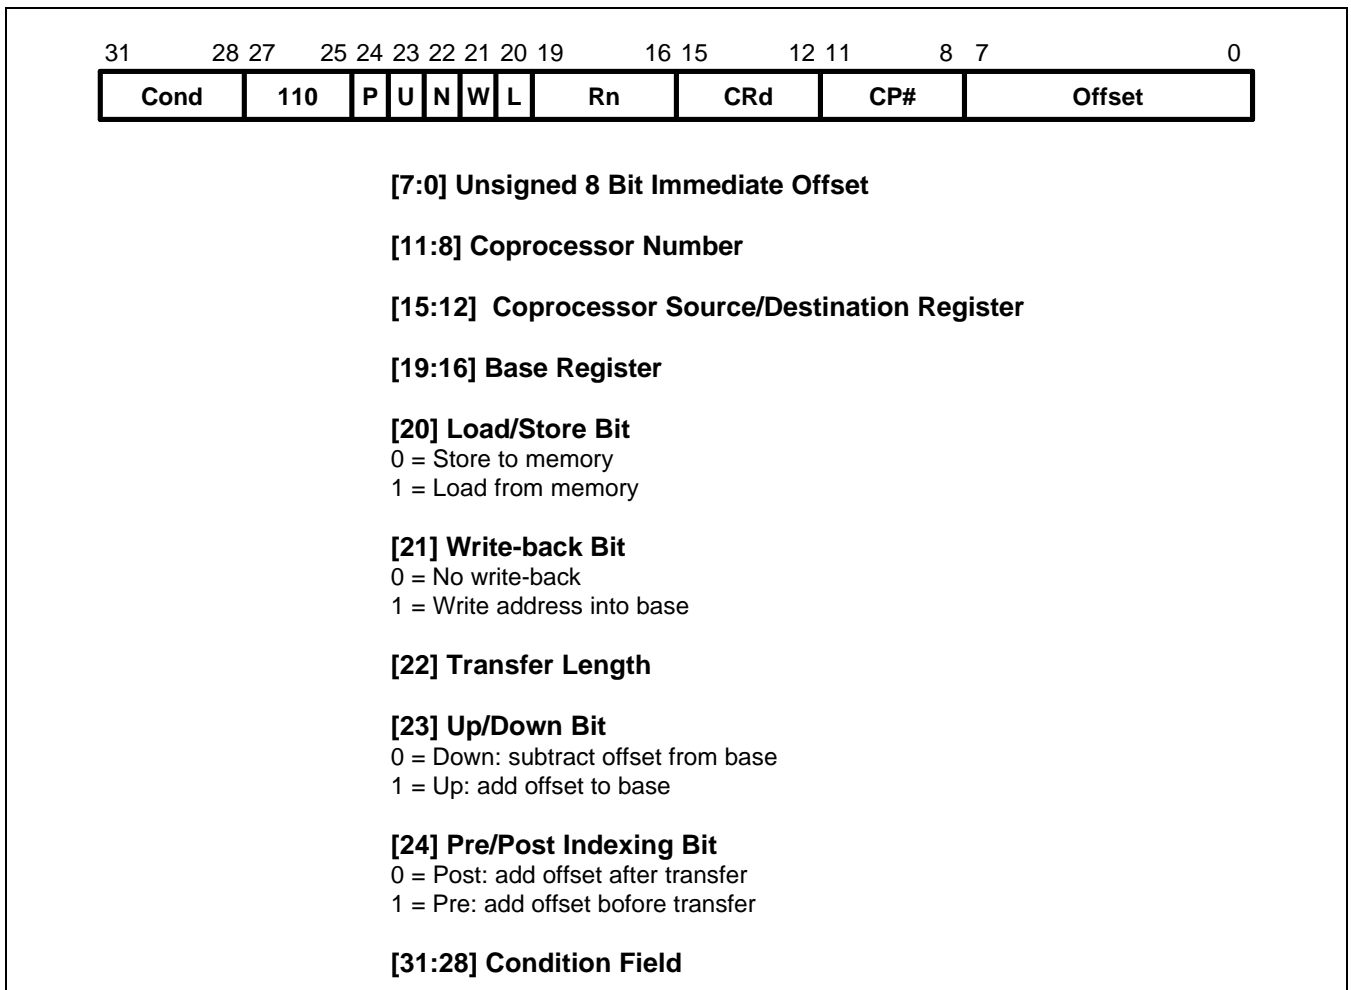 31 28 27 25 24 23 22 21 20 19 16 15 12 11 8 7 0
Cond 110 P U N W L Rn CRd CP# Offset
[7:0] Unsigned 8 Bit Immediate Offset
[11:8] Coprocessor Number
[15:12] Coprocessor Source/Destination Register
[19:16] Base Register
[20] Load/Store Bit
0 = Store to memory
1 = Load from memory
[21] Write-back Bit
0 = No write-back
1 = Write address into base
[22] Transfer Length
[23] Up/Down Bit
0 = Down: subtract offset from base
1 = Up: add offset to base
[24] Pre/Post Indexing Bit
0 = Post: add offset after transfer
1 = Pre: add offset bofore transfer
[31:28] Condition Field